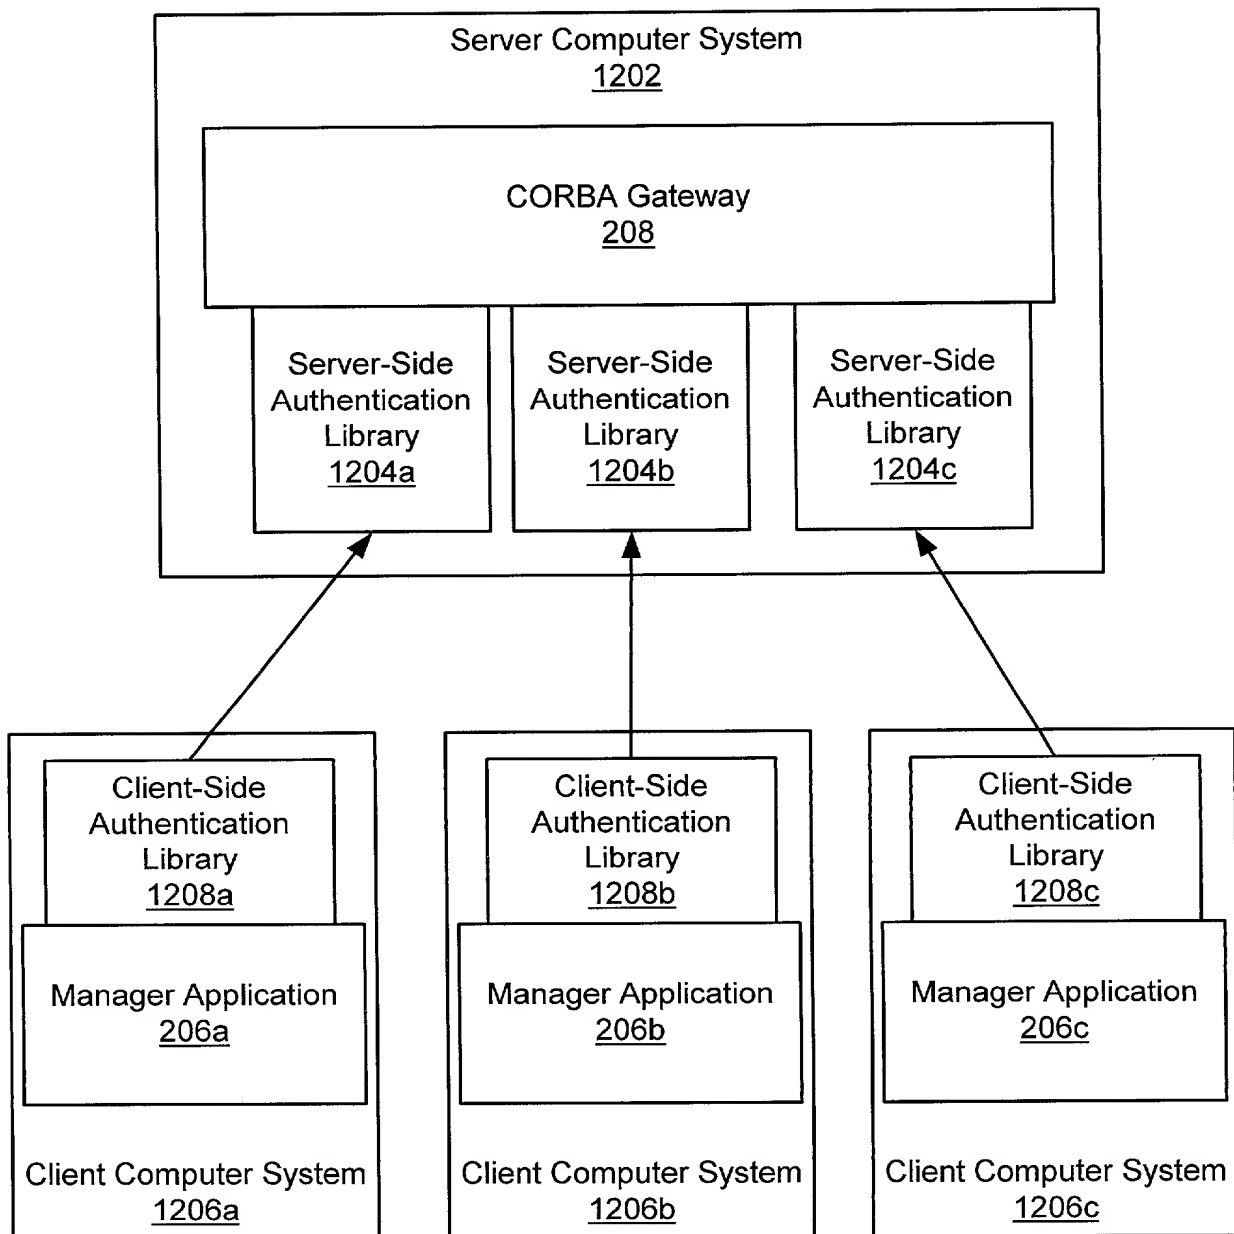 Server Computer System
1202
CORBA Gateway
208
Server-Side
Authentication
Library
1204a
Server-Side
Authentication
Library
1204b
Server-Side
Authentication
Library
1204c
Client-Side
Authentication
Library
1208a
Manager Application
206a
Client Computer System
1206a
Client-Side
Authentication
Library
1208b
Manager Application
206b
Client Computer System
1206b
Client-Side
Authentication
Library
1208c
Manager Application
206c
Client Computer System
1206c